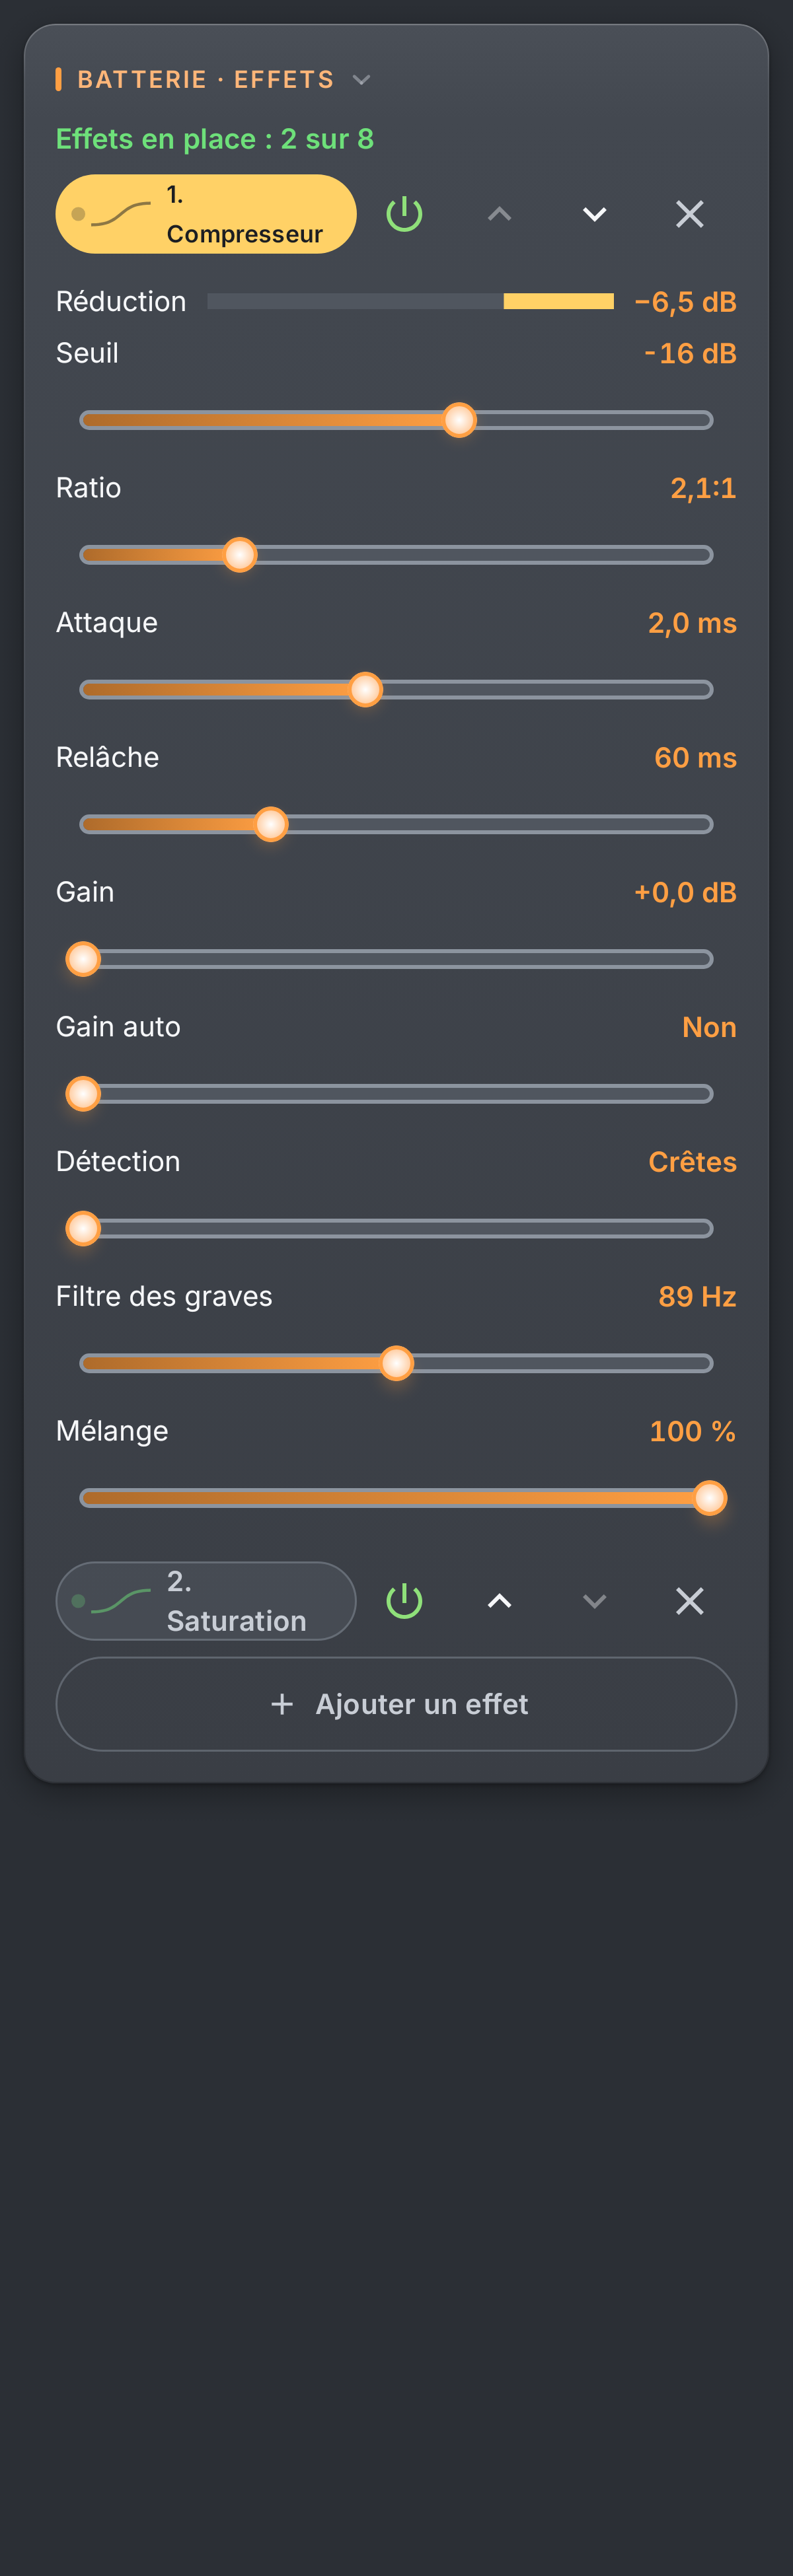 BATTERIE · EFFETS
Effets en place : 2 sur 8
1.
Compresseur
Réduction −6,5 dB
Seuil -16 dB
Ratio 2,1:1
Attaque 2,0 ms
Relâche 60 ms
Gain +0,0 dB
Gain auto Non
Détection Crêtes
Filtre des graves 89 Hz
Mélange 100 %
2.
Saturation
Ajouter un effet